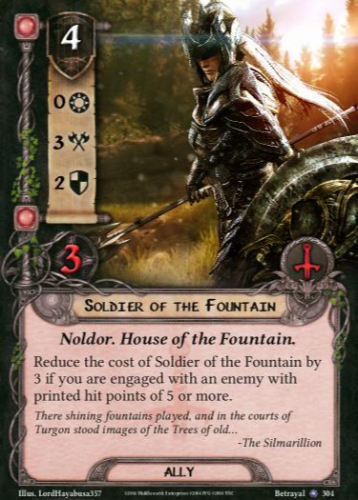 4
0
3
2
3
SOLDIER OF THE FOUNTAIN
Noldor. House of the Fountain.
Reduce the cost of Soldier of the Fountain by
3 if you are engaged with an enemy with
printed hit points of 5 or more.
There shining fountains played, and in the courts of
Turgon stood images of the Trees of old...
-The Silmarillion
ALLY
Illus. LordHayabusa357
Betrayal 304